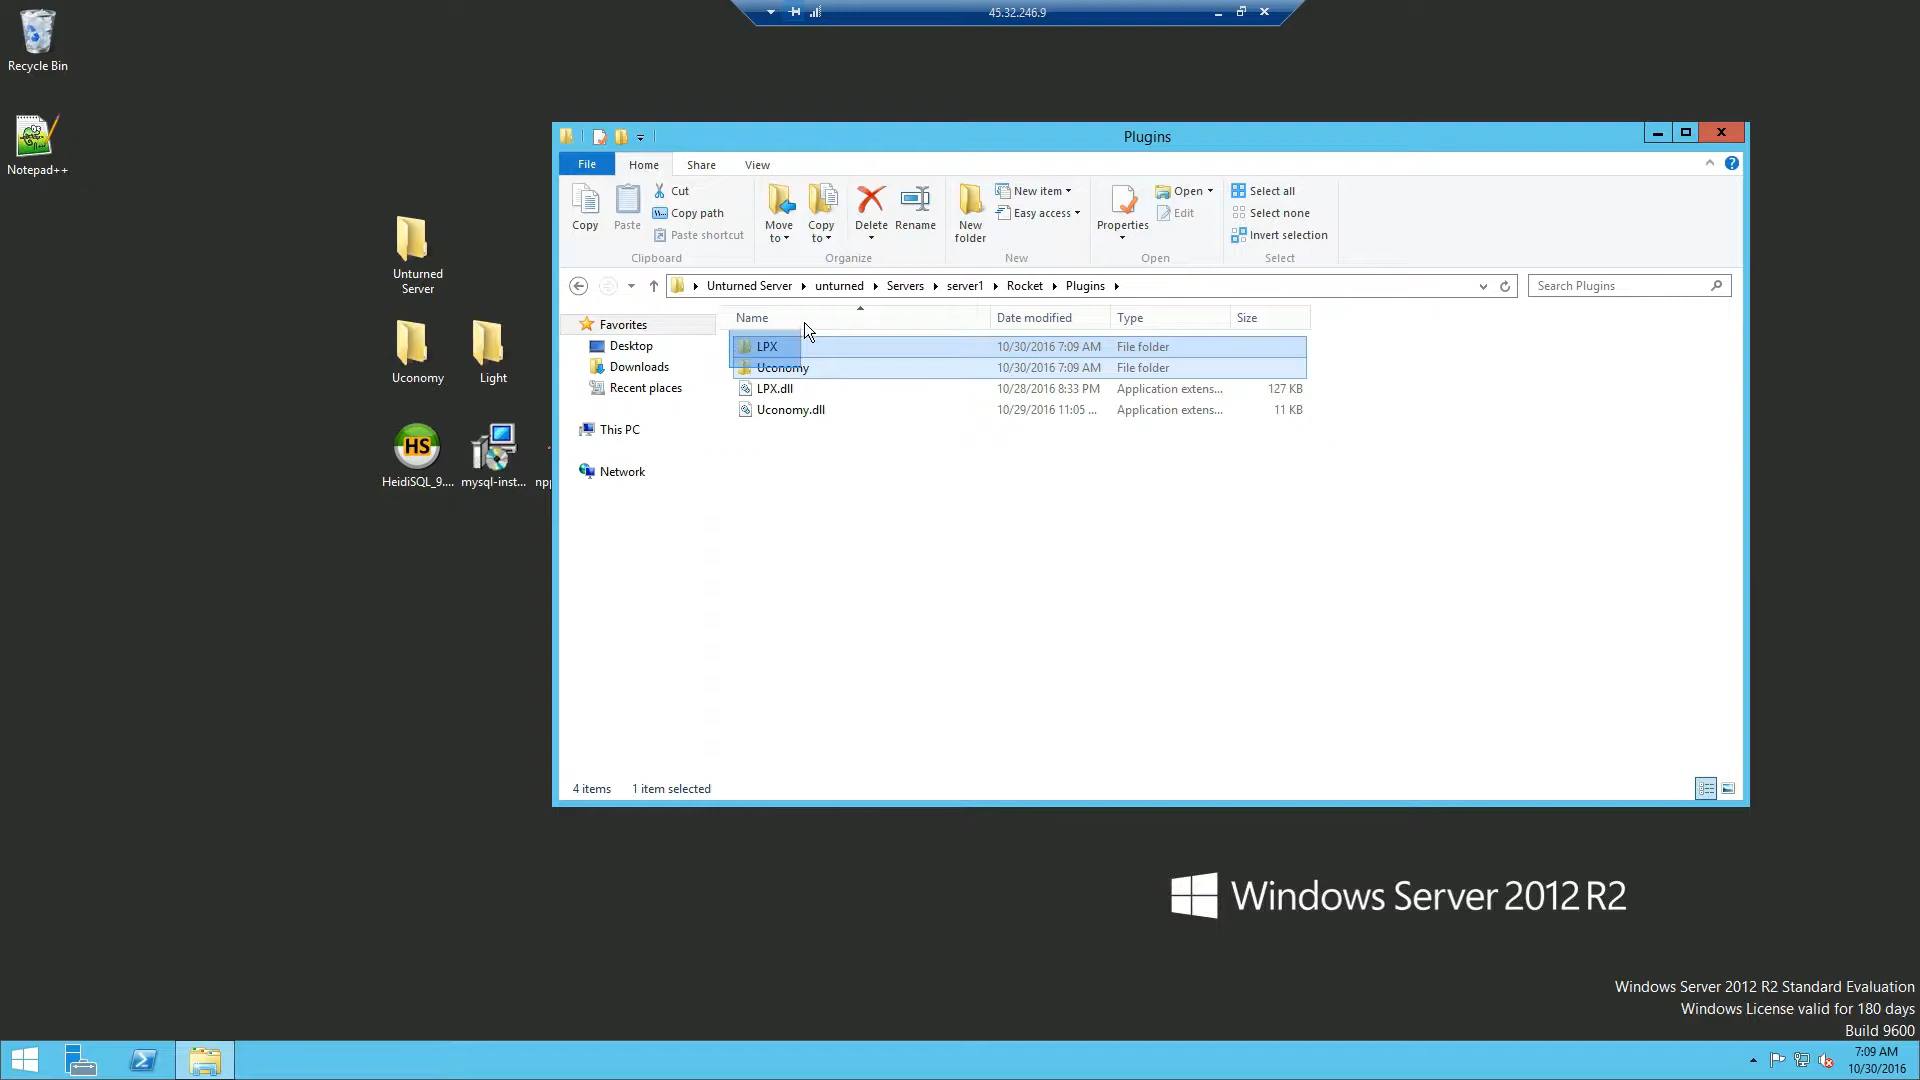 45.32.246.9
Recycle Bin
Notepad++
Unturned
Server
Uconomy
Light
HeidiSQL_9....
mysql-inst...
npp
Plugins
File
Home
Share
View
Copy
Paste
Cut
Copy path
Paste shortcut
Clipboard
Move
to
Copy
to
Delete
Rename
Organize
New
folder
New item
Easy access
New
Properties
Open
Edit
Open
Select all
Select none
Invert selection
Select
Unturned Server
unturned
Servers
server1
Rocket
Plugins
Search Plugins
Favorites
Desktop
Downloads
Recent places
This PC
Network
Name Date modified Type Size
LPX 10/30/2016 7:09 AM File folder
Uconomy 10/30/2016 7:09 AM File folder
LPX.dll 10/28/2016 8:33 PM Application extens... 127 KB
Uconomy.dll 10/29/2016 11:05 ... Application extens... 11 KB
4 items 1 item selected
Windows Server 2012 R2
Windows Server 2012 R2 Standard Evaluation
Windows License valid for 180 days
Build 9600
7:09 AM
10/30/2016